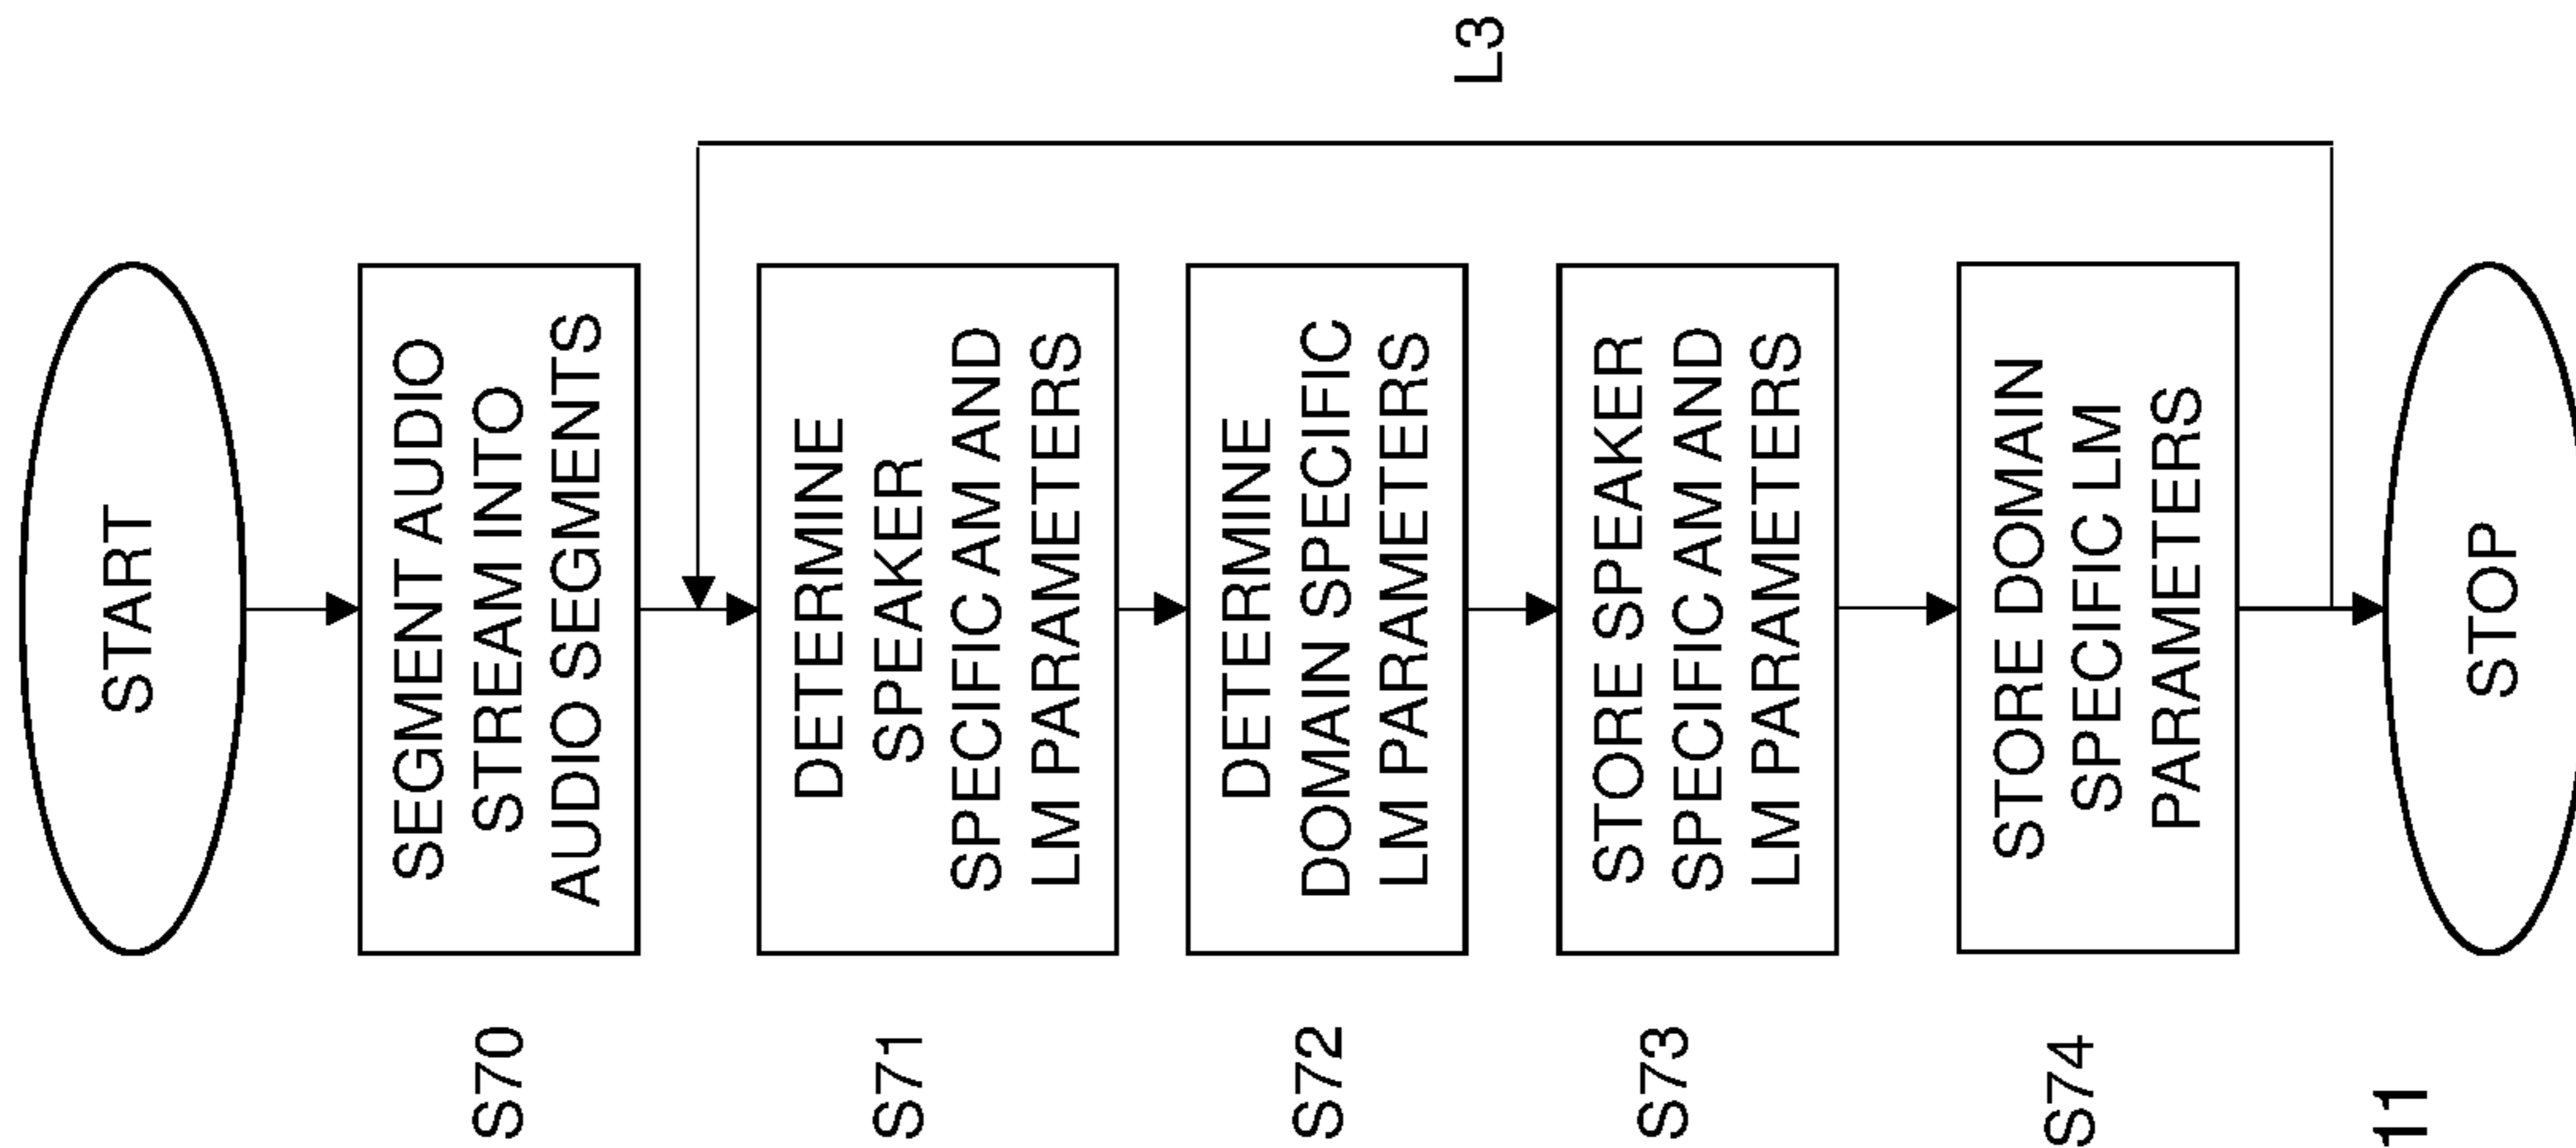 START
S70
SEGMENT AUDIO
STREAM INTO
AUDIO SEGMENTS
S71
DETERMINE
SPEAKER
SPECIFIC AM AND
LM PARAMETERS
L3
S72
DETERMINE
DOMAIN SPECIFIC
LM PARAMETERS
S73
STORE SPEAKER
SPECIFIC AM AND
LM PARAMETERS
S74
STORE DOMAIN
SPECIFIC LM
PARAMETERS
11
STOP